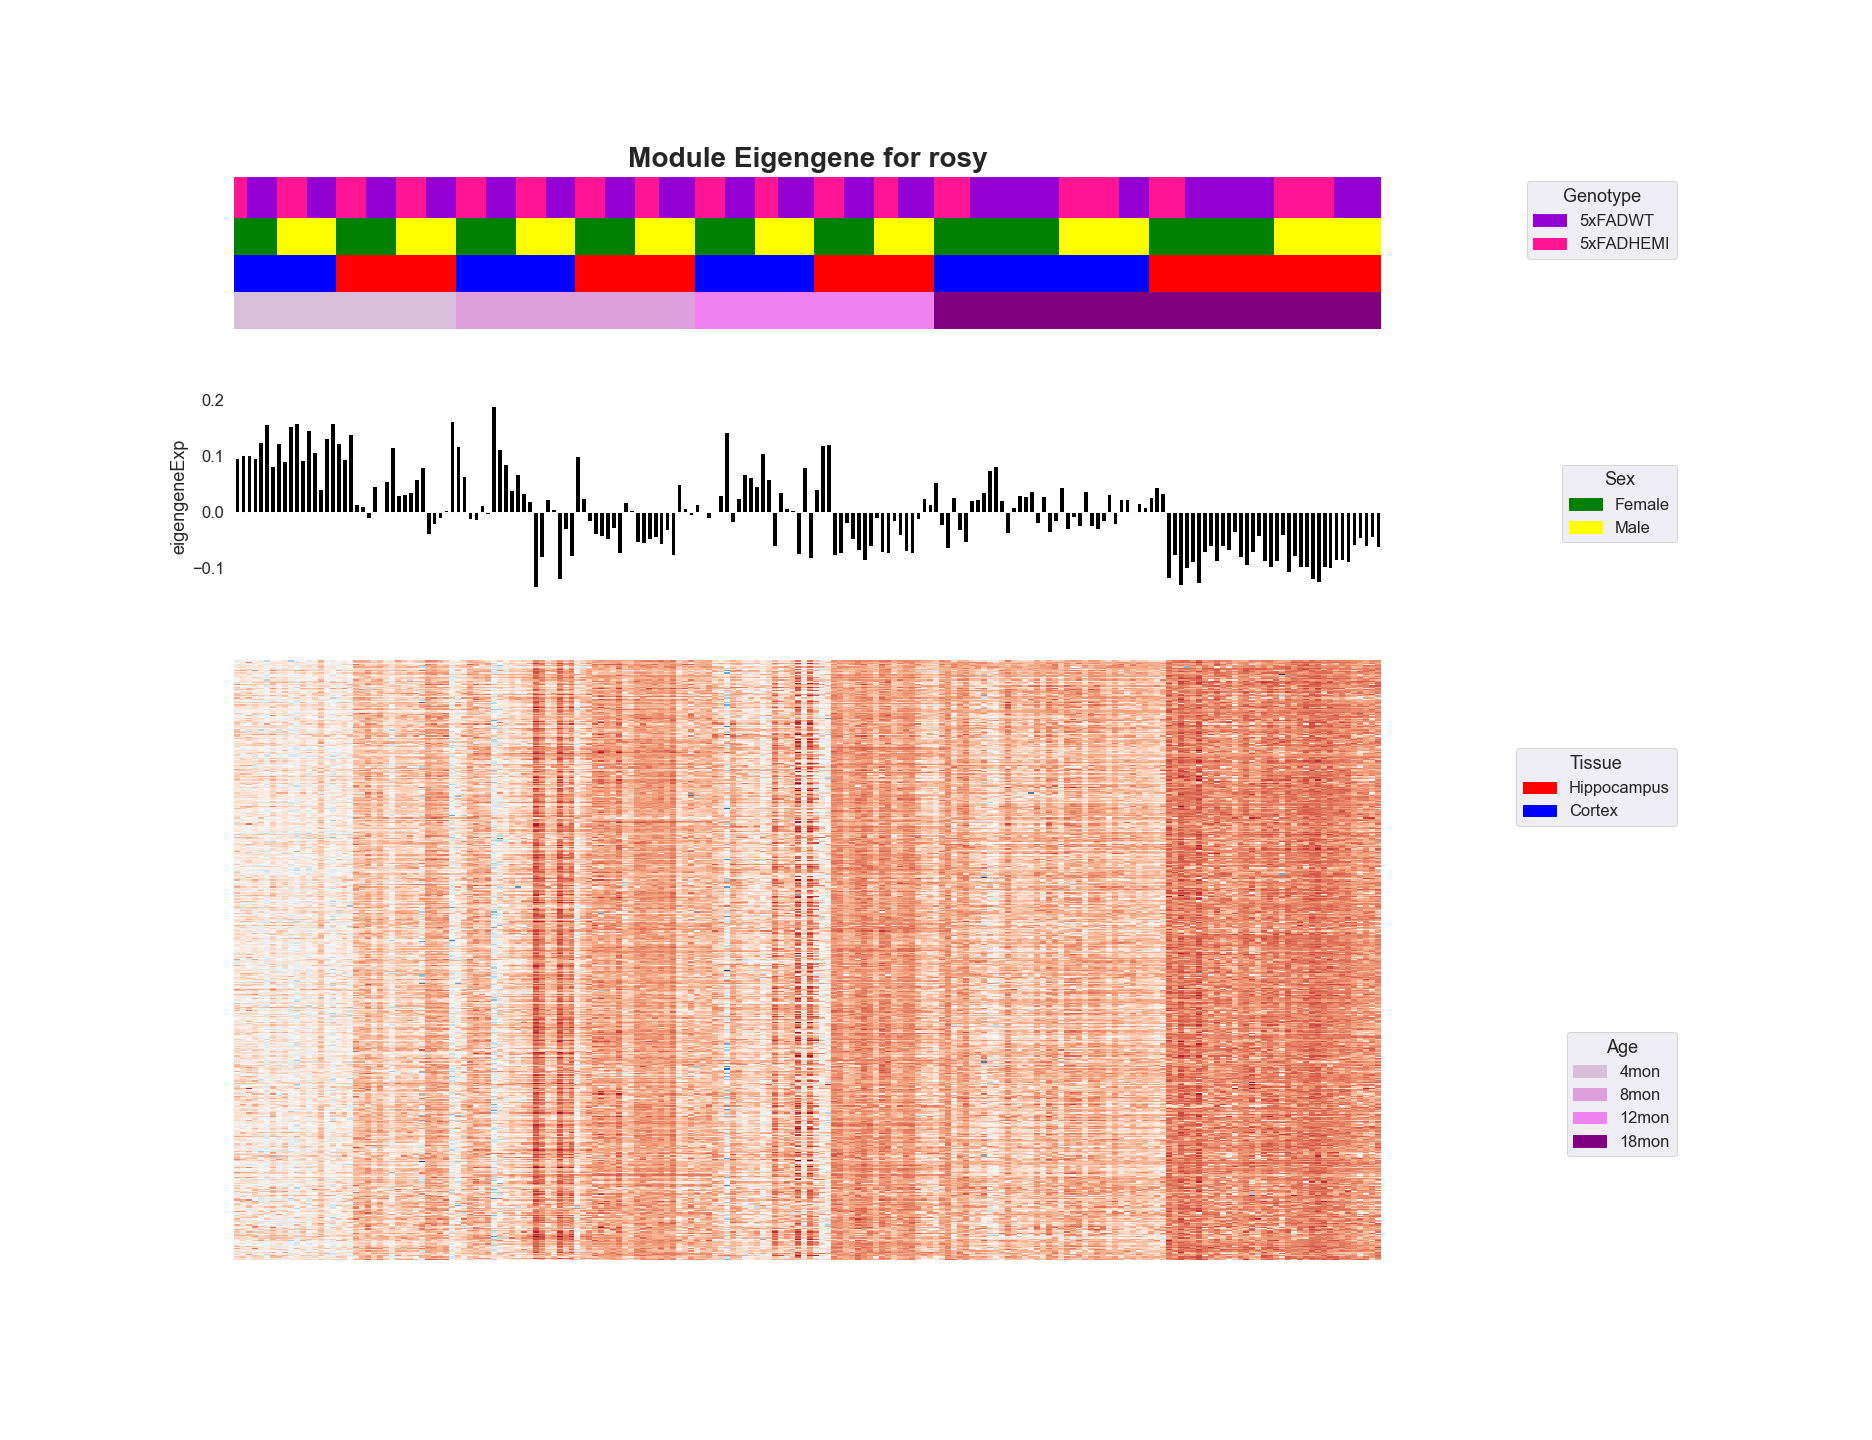 Module Eigengene for rosy
Genotype
5xFADWT
5xFADHEMI
0.2
0.1
0.0
−0.1
eigengeneExp
Sex
Female
Male
Tissue
Hippocampus
Cortex
Age
4mon
8mon
12mon
18mon